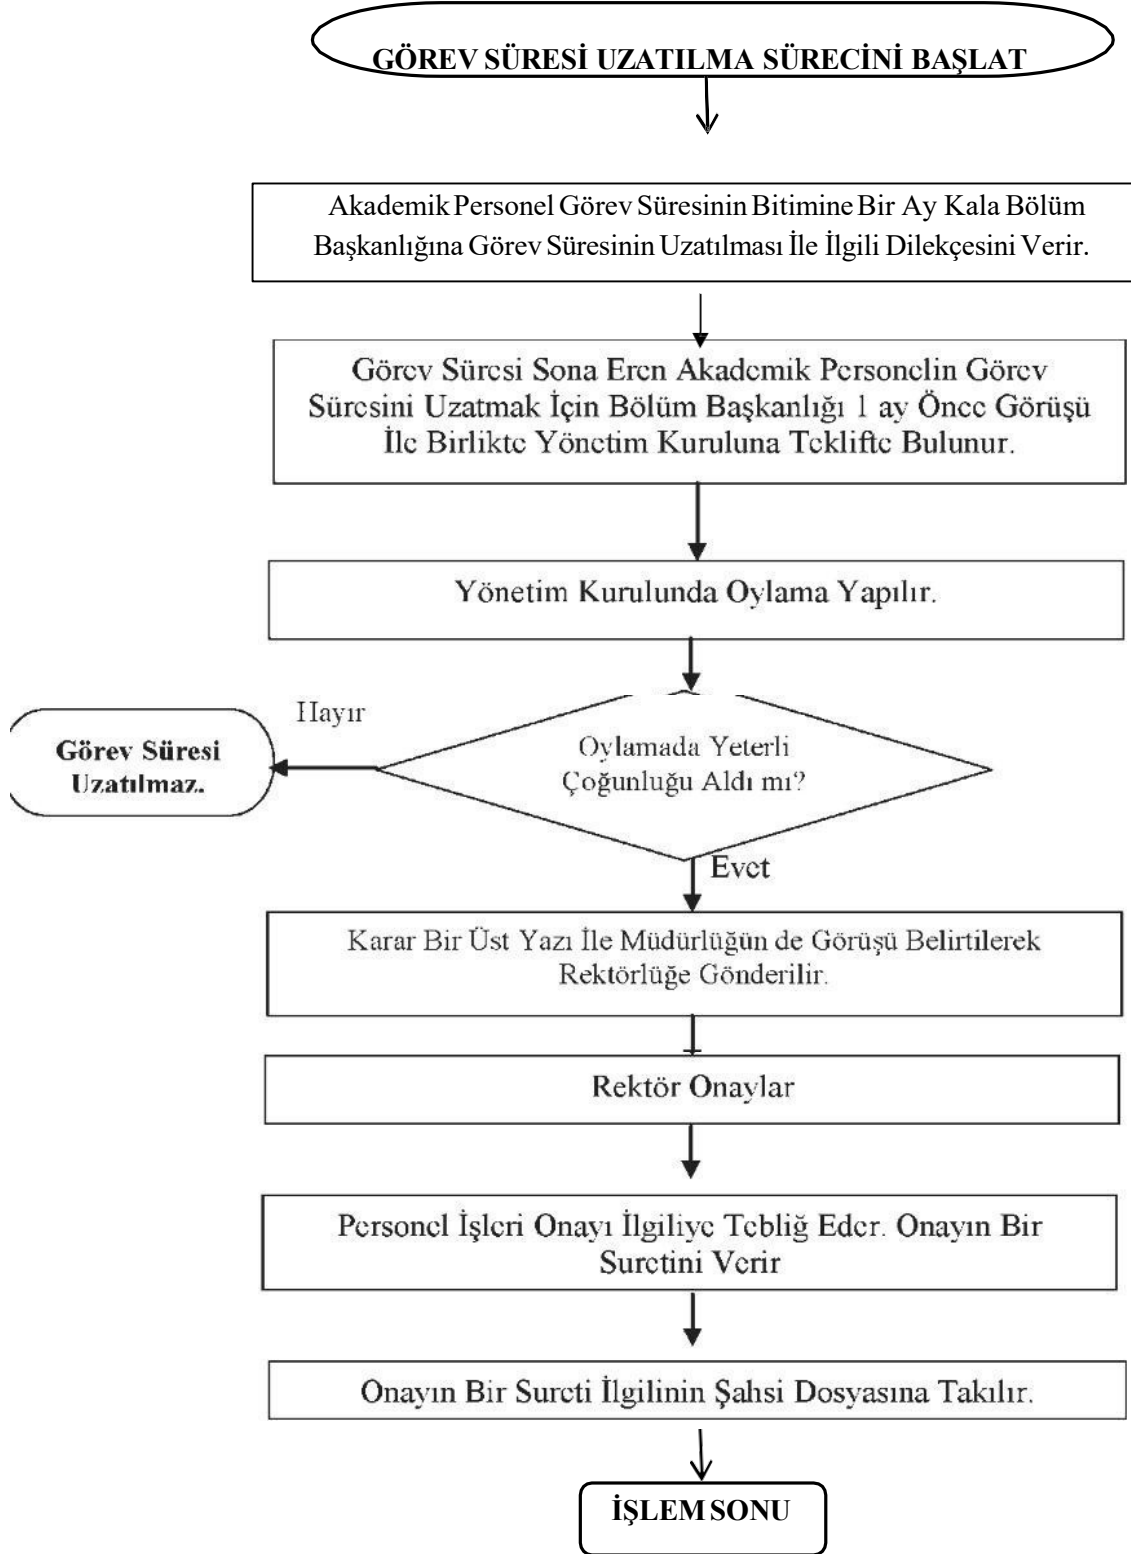 GÖREV SÜRESİ UZATILMA SÜRECİNİ BAŞLAT
Akademik Personel Görev Süresinin Bitimine Bir Ay Kala Bölüm
Başkanlığına Görev Süresinin Uzatılması İle İlgili Dilekçesini Verir.
Görev Süresi Sona Eren Akademik Personelin Görev
Süresini Uzatmak İçin Bölüm Başkanlığı 1 ay Önce Görüşü
İle Birlikte Yönetim Kuruluna Teklifte Bulunur.
Yönetim Kurulunda Oylama Yapılır.
Hayır
Görev Süresi
Uzatılmaz.
Oylamada Yeterli
Çoğunluğu Aldı mı?
Evet
Karar Bir Üst Yazı İle Müdürlüğün de Görüşü Belirtilerek
Rektörlüğe Gönderilir.
Rektör Onaylar
Personel İşleri Onayı İlgiliye Tebliğ Eder. Onayın Bir
Suretini Verir
Onayın Bir Sureti İlgilinin Şahsi Dosyasına Takılır.
İŞLEM SONU